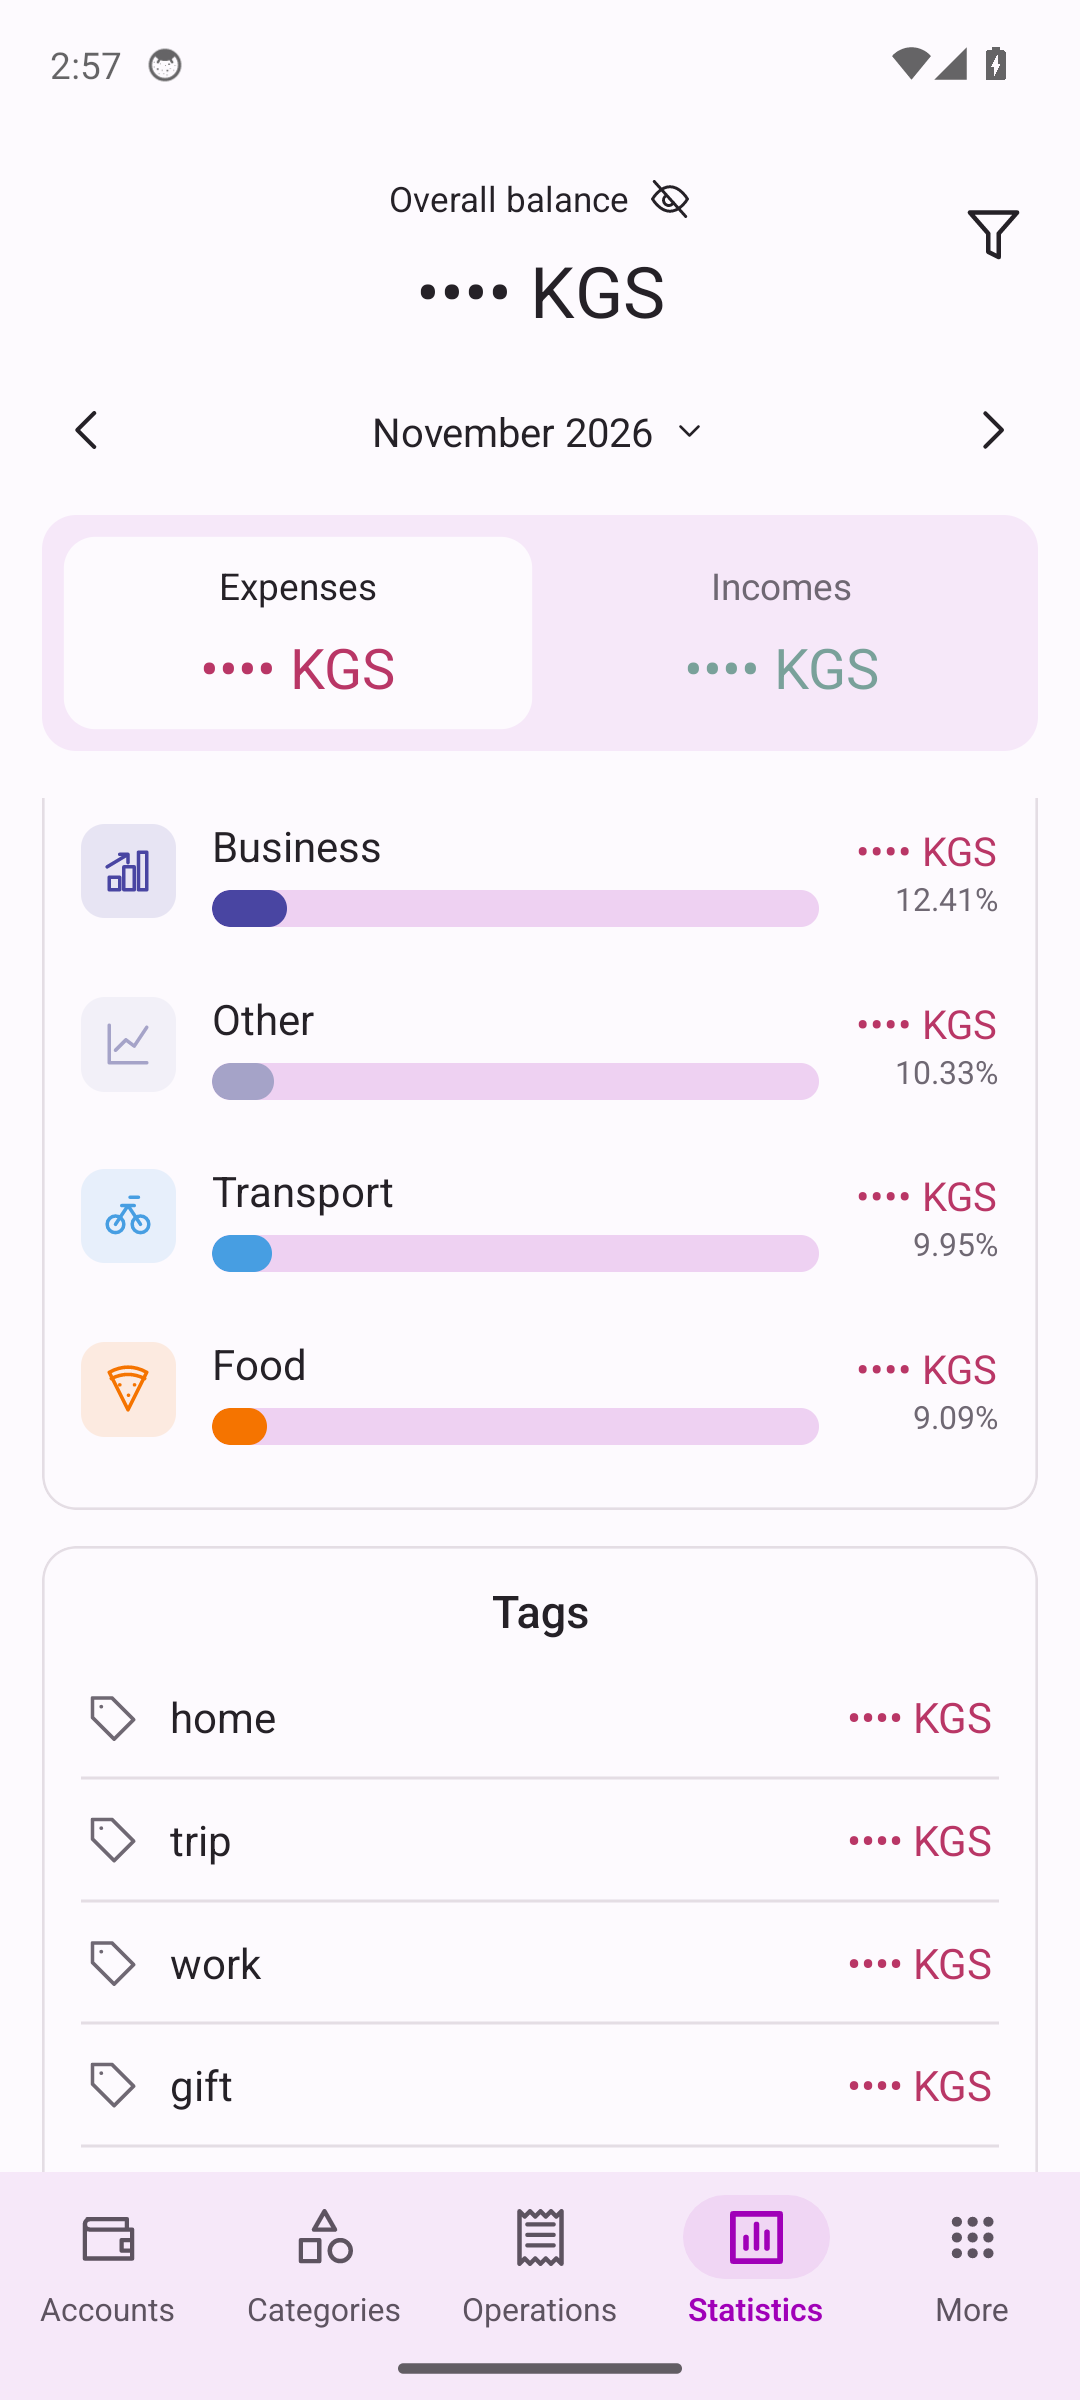 2:57
Overall balance
•••• KGS
November 2026
Expenses
•••• KGS
Incomes
•••• KGS
Business
•••• KGS
12.41%
Other
•••• KGS
10.33%
Transport
•••• KGS
9.95%
Food
•••• KGS
9.09%
Tags
home
•••• KGS
trip
•••• KGS
work
•••• KGS
gift
•••• KGS
Accounts
Categories
Operations
Statistics
More